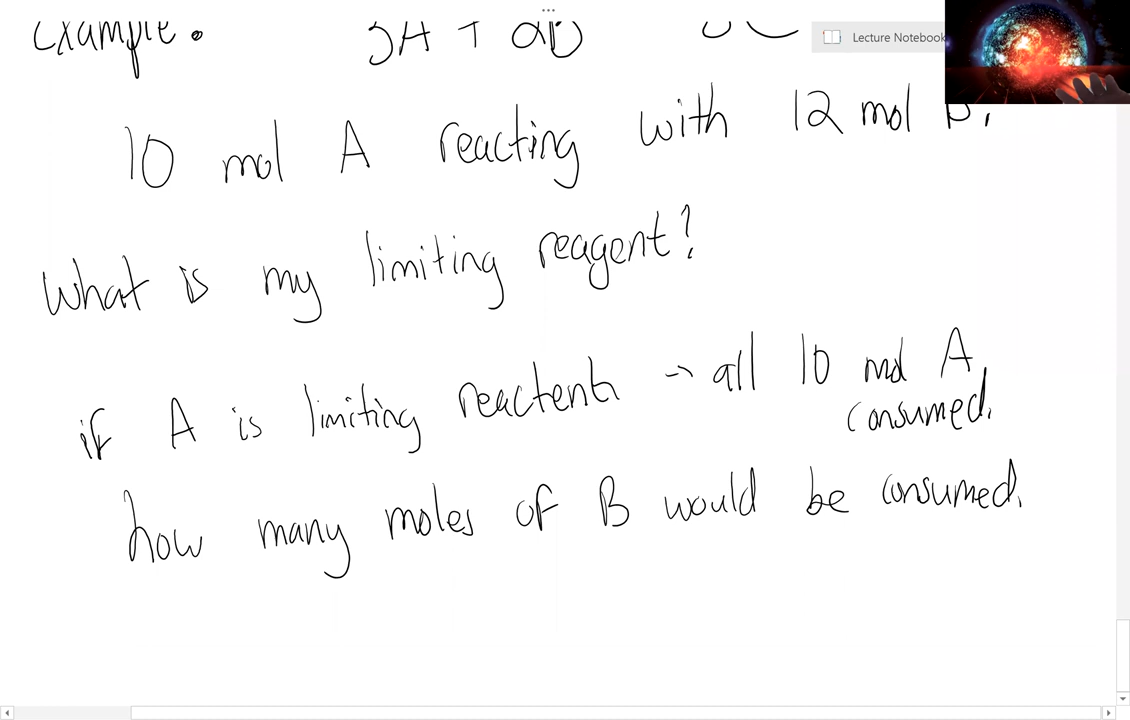 Example.
Lecture Notebook
10 mol A reacting with 12 mol B.
What is my limiting reagent?
if A is limiting reactent → all 10 mol A consumed.
how many moles of B would be consumed.